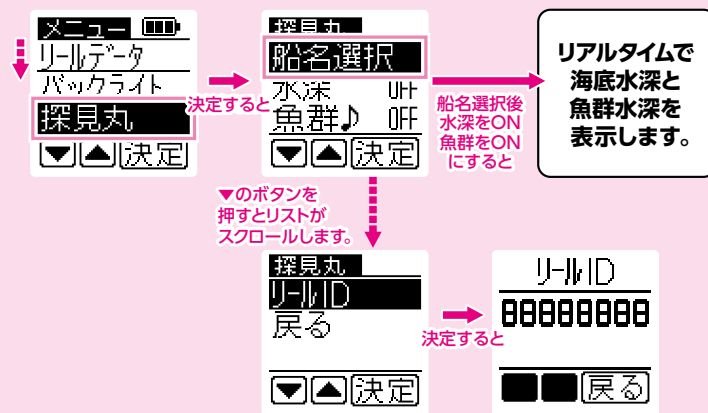 メニュー
リールデータ
バックライト
探見丸
▼▲決定
決定すると
探見丸
船名選択
水深 OFF
魚群♪ OFF
▼▲決定
船名選択後
水深をON
魚群をON
にすると
リアルタイムで
海底水深と
魚群水深を
表示します。
▼のボタンを
押すとリストが
スクロールします。
探見丸
リールID
戻る
▼▲決定
決定すると
リールID
88888888
戻る